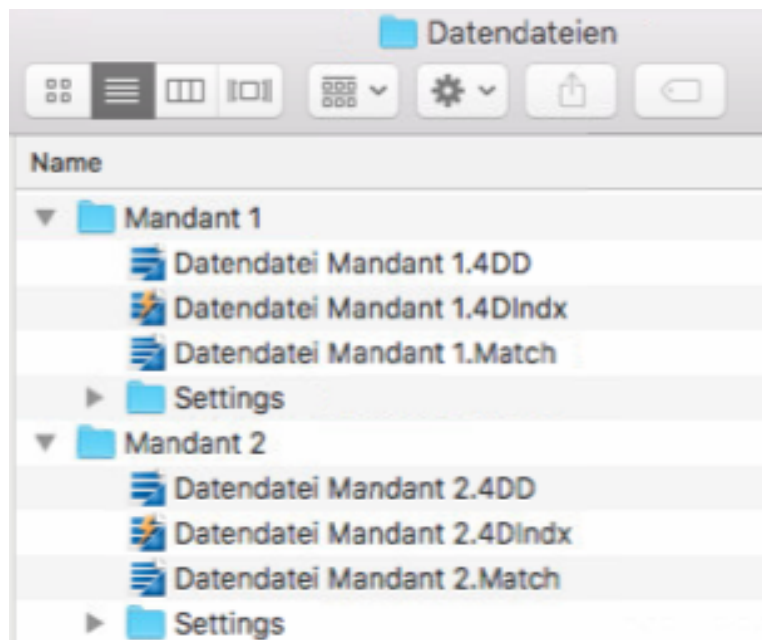 Datendateien
Name
Mandant 1
Datendatei Mandant 1.4DD
Datendatei Mandant 1.4DIndx
Datendatei Mandant 1.Match
Settings
Mandant 2
Datendatei Mandant 2.4DD
Datendatei Mandant 2.4DIndx
Datendatei Mandant 2.Match
Settings